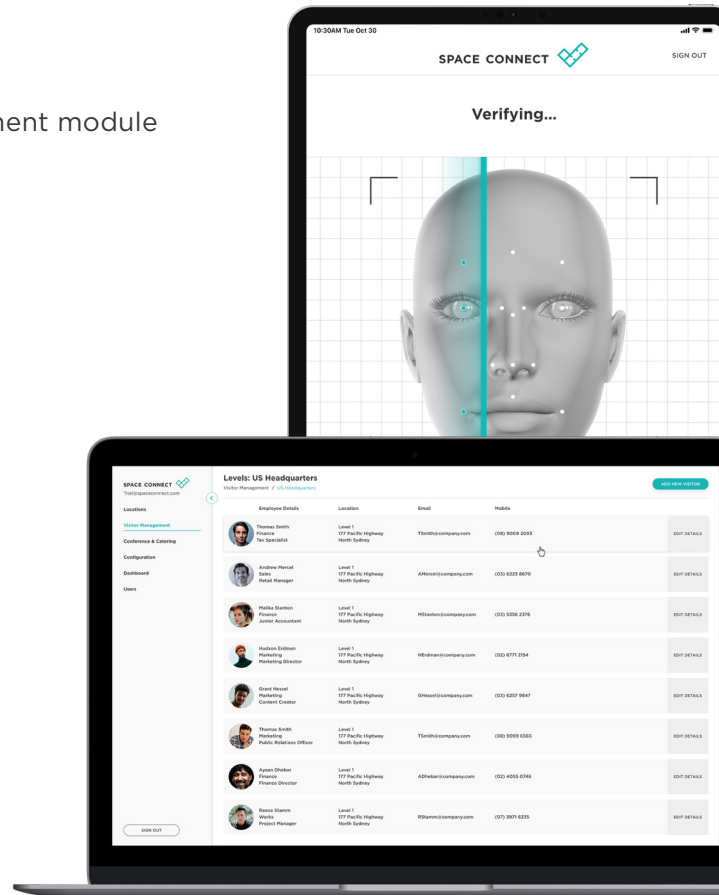 ent module
10:30AM Tue Oct 30
SPACE CONNECT
SIGN OUT
Verifying...
SPACE CONNECT
Trial@spaceconnect.com
Locations
Visitor Management
Conference & Catering
Configuration
Dashboard
Users
SIGN OUT
Levels: US Headquarters
Visitor Management / US Headquarters
ADD NEW VISITOR
Employee Details Location Email Mobile
Thomas Smith
Finance
Tax Specialist
Level 1
177 Pacific Highway
North Sydney
TSmith@company.com
(08) 9009 2093
EDIT DETAILS
Andrew Mercel
Sales
Retail Manager
Level 1
177 Pacific Highway
North Sydney
AMercel@company.com
(03) 6223 8670
EDIT DETAILS
Malika Stanton
Finance
Junior Accountant
Level 1
177 Pacific Highway
North Sydney
MStanton@company.com
(03) 5356 2376
EDIT DETAILS
Hudson Erdman
Marketing
Marketing Director
Level 1
177 Pacific Highway
North Sydney
HErdman@company.com
(02) 6771 2154
EDIT DETAILS
Grant Hessel
Marketing
Content Creator
Level 1
177 Pacific Highway
North Sydney
GHessel@company.com
(03) 6257 9847
EDIT DETAILS
Thomas Smith
Marketing
Public Relations Officer
Level 1
177 Pacific Highway
North Sydney
TSmith@company.com
(08) 9099 6565
EDIT DETAILS
Ayaan Dhebar
Finance
Finance Director
Level 1
177 Pacific Highway
North Sydney
ADhebar@company.com
(02) 4055 0746
EDIT DETAILS
Reece Stamm
Works
Project Manager
Level 1
177 Pacific Highway
North Sydney
RStamm@company.com
(07) 3971 6335
EDIT DETAILS